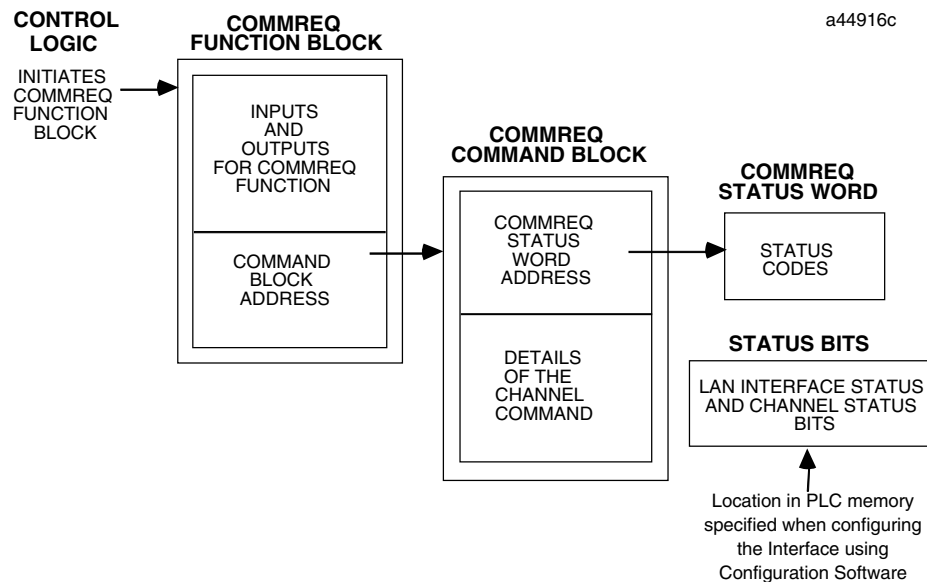 CONTROL
LOGIC
INITIATES
COMMREQ
FUNCTION
BLOCK
COMMREQ
FUNCTION BLOCK
INPUTS
AND
OUTPUTS
FOR COMMREQ
FUNCTION
COMMAND
BLOCK
ADDRESS
COMMREQ
COMMAND BLOCK
COMMREQ
STATUS
WORD
ADDRESS
DETAILS
OF THE
CHANNEL
COMMAND
a44916c
COMMREQ
STATUS WORD
STATUS
CODES
STATUS BITS
LAN INTERFACE STATUS
AND CHANNEL STATUS
BITS
Location in PLC memory
specified when configuring
the Interface using
Configuration Software